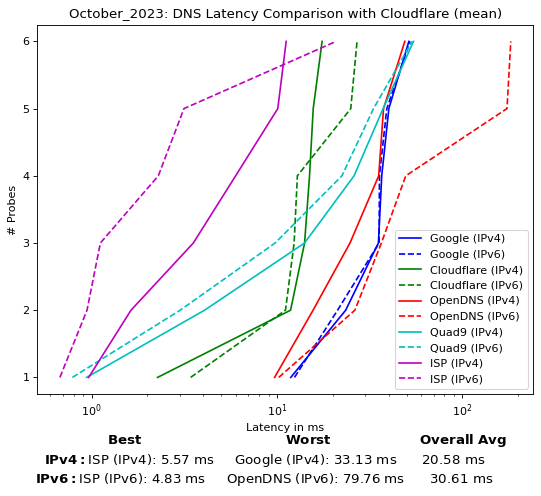 October_2023: DNS Latency Comparison with Cloudflare (mean)
# Probes
6
5
4
3
2
1
Google (IPv4)
Google (IPv6)
Cloudflare (IPv4)
Cloudflare (IPv6)
OpenDNS (IPv4)
OpenDNS (IPv6)
Quad9 (IPv4)
Quad9 (IPv6)
ISP (IPv4)
ISP (IPv6)
10⁰ 10¹ 10²
Latency in ms
Best Worst Overall Avg
IPv4: ISP (IPv4): 5.57 ms Google (IPv4): 33.13 ms 20.58 ms
IPv6: ISP (IPv6): 4.83 ms OpenDNS (IPv6): 79.76 ms 30.61 ms